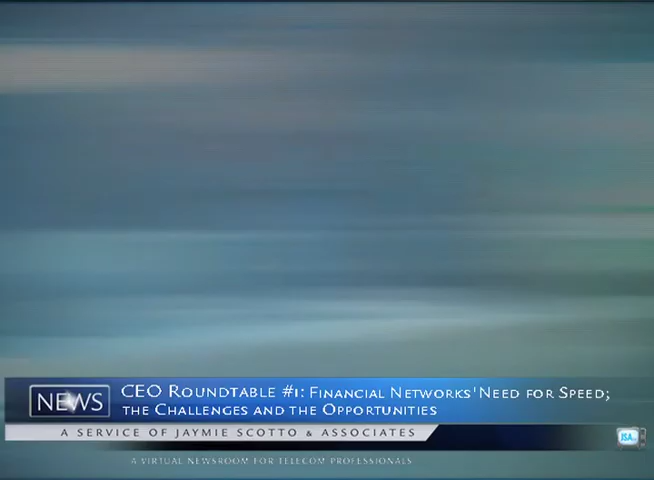 CEO ROUNDTABLE #1: FINANCIAL NETWORKS' NEED FOR SPEED;
NEWS
THE CHALLENGES AND THE OPPORTUNITIES
A SERVICE OF JAYMIE SCOTTO & ASSOCIATES
JSA
A VIRTUAL NEWSROOM FOR TELECOM PROFESSIONALS